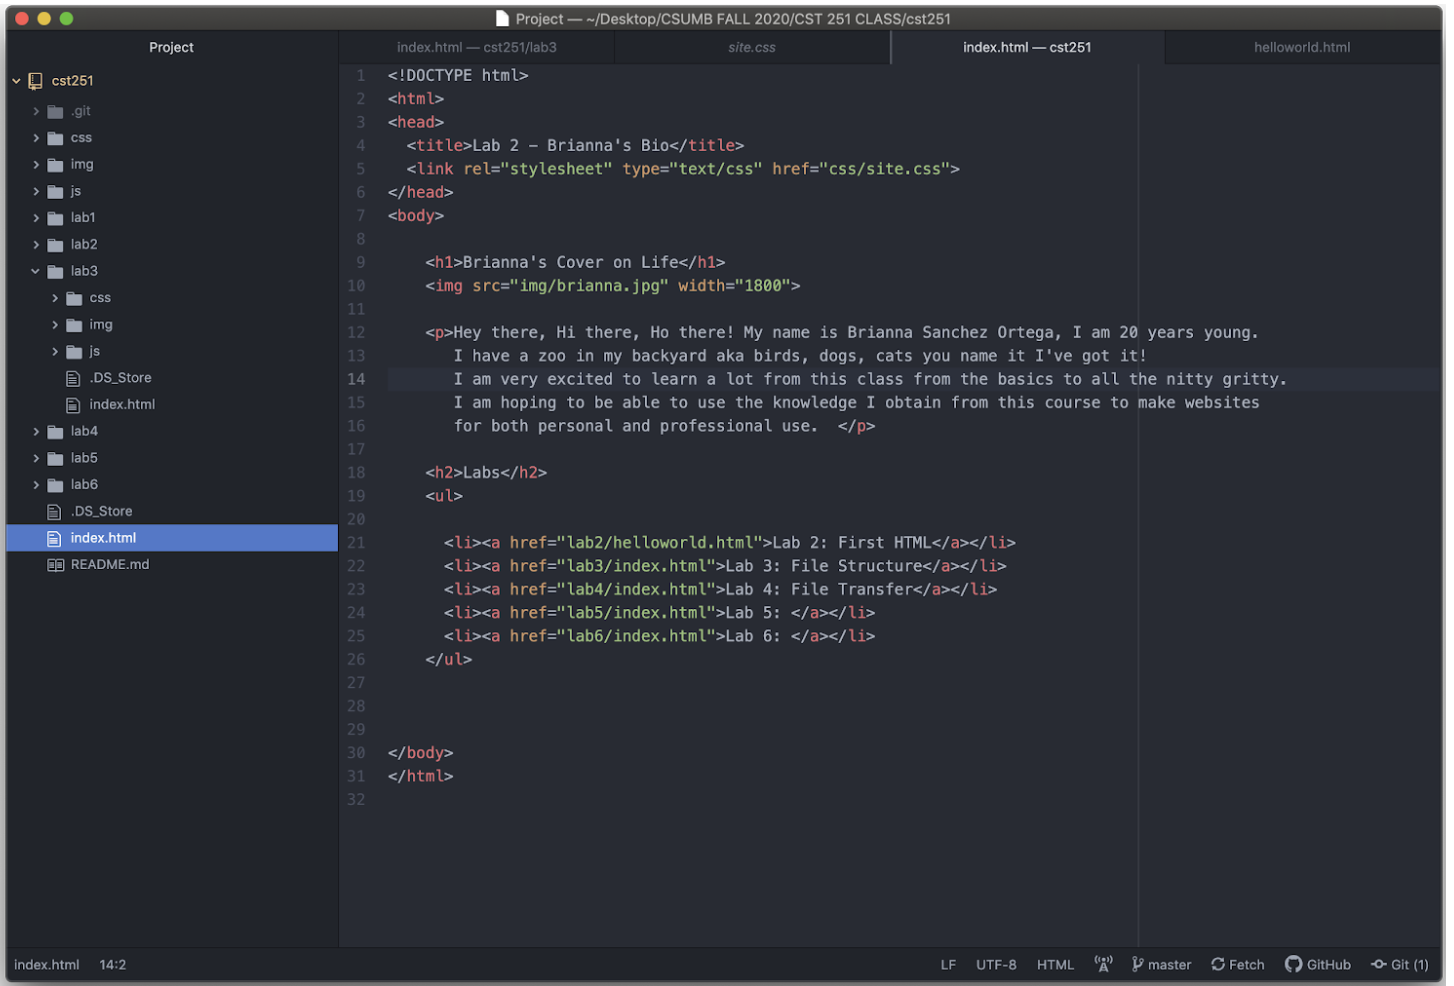 Project — ~/Desktop/CSUMB FALL 2020/CST 251 CLASS/cst251
Project
index.html — cst251/lab3
site.css
index.html — cst251
helloworld.html
cst251
.git
css
img
js
lab1
lab2
lab3
css
img
js
.DS_Store
index.html
lab4
lab5
lab6
.DS_Store
index.html
README.md
1 <!DOCTYPE html>
2 <html>
3 <head>
4   <title>Lab 2 – Brianna's Bio</title>
5   <link rel="stylesheet" type="text/css" href="css/site.css">
6 </head>
7 <body>
8
9     <h1>Brianna's Cover on Life</h1>
10     <img src="img/brianna.jpg" width="1800">
11
12     <p>Hey there, Hi there, Ho there! My name is Brianna Sanchez Ortega, I am 20 years young.
13        I have a zoo in my backyard aka birds, dogs, cats you name it I've got it!
14        I am very excited to learn a lot from this class from the basics to all the nitty gritty.
15        I am hoping to be able to use the knowledge I obtain from this course to make websites
16        for both personal and professional use.  </p>
17
18     <h2>Labs</h2>
19     <ul>
20
21       <li><a href="lab2/helloworld.html">Lab 2: First HTML</a></li>
22       <li><a href="lab3/index.html">Lab 3: File Structure</a></li>
23       <li><a href="lab4/index.html">Lab 4: File Transfer</a></li>
24       <li><a href="lab5/index.html">Lab 5: </a></li>
25       <li><a href="lab6/index.html">Lab 6: </a></li>
26     </ul>
27
28
29
30 </body>
31 </html>
32
index.html 14:2 LF UTF-8 HTML master Fetch GitHub Git (1)